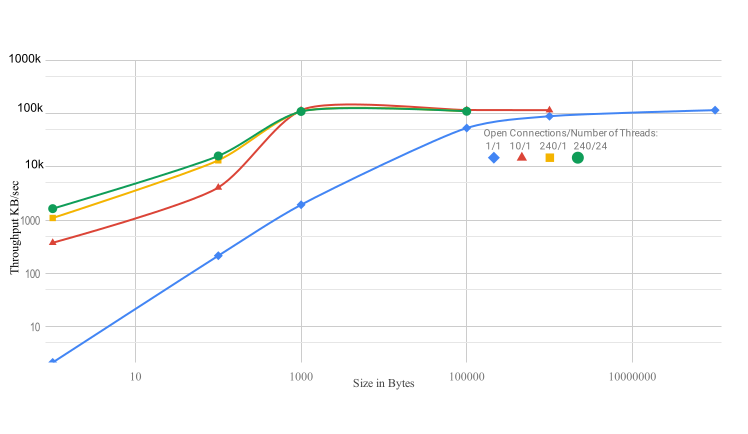 1000k
100k
10k
1000
100
10
Throughput KB/sec
Open Connections/Number of Threads:
1/1 10/1 240/1 240/24
10 1000 100000 10000000
Size in Bytes